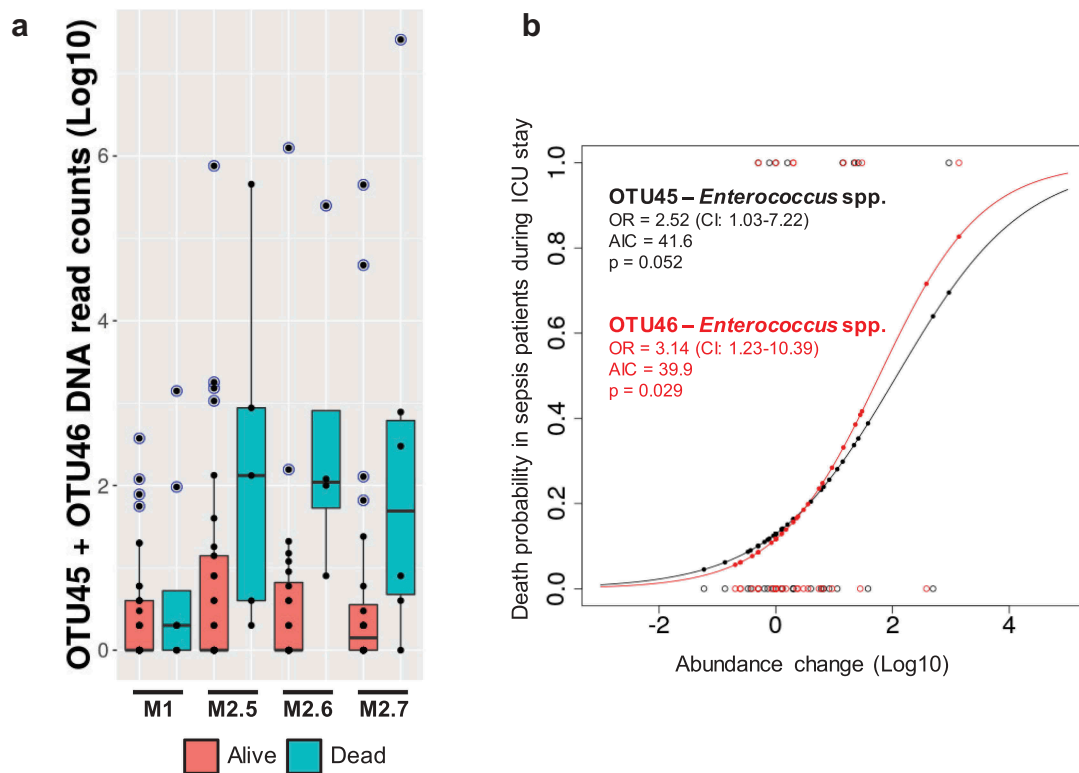 a
OTU45 + OTU46 DNA read counts (Log10)
6
4
2
0
M1
M2.5
M2.6
M2.7
Alive
Dead
b
Death probability in sepsis patients during ICU stay
1.0
0.8
0.6
0.4
0.2
0.0
OTU45 – Enterococcus spp.
OR = 2.52 (CI: 1.03-7.22)
AIC = 41.6
p = 0.052
OTU46 – Enterococcus spp.
OR = 3.14 (CI: 1.23-10.39)
AIC = 39.9
p = 0.029
-2
0
2
4
Abundance change (Log10)